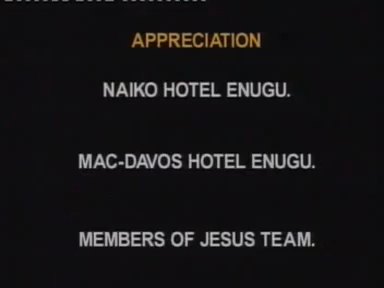 APPRECIATION
NAIKO HOTEL ENUGU.
MAC-DAVOS HOTEL ENUGU.
MEMBERS OF JESUS TEAM.